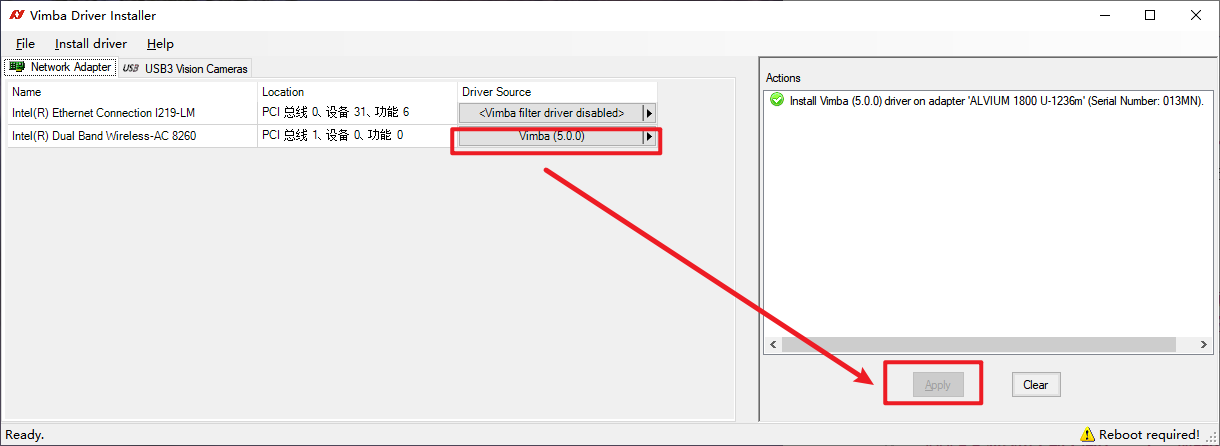 Vimba Driver Installer
File Install driver Help
Network Adapter USB USB3 Vision Cameras
Name Location Driver Source
Intel(R) Ethernet Connection I219-LM PCI 总线 0、设备 31、功能 6 <Vimba filter driver disabled>
Intel(R) Dual Band Wireless-AC 8260 PCI 总线 1、设备 0、功能 0 Vimba (5.0.0)
Actions
Install Vimba (5.0.0) driver on adapter 'ALVIUM 1800 U-1236m' (Serial Number: 013MN).
Apply Clear
Ready. Reboot required!